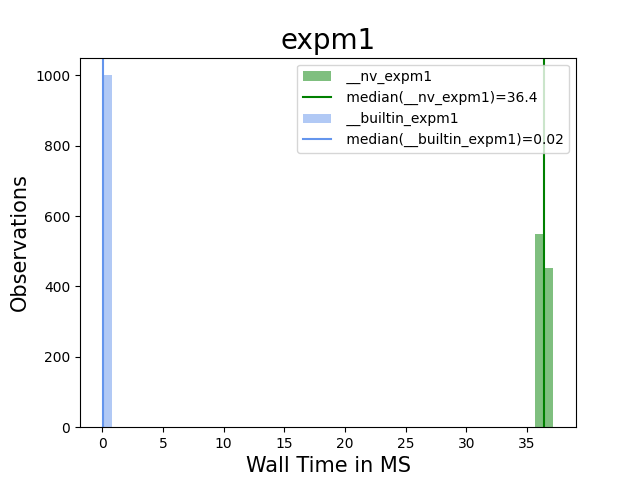 expm1
__nv_expm1
median(__nv_expm1)=36.4
__builtin_expm1
median(__builtin_expm1)=0.02
Observations
1000
800
600
400
200
0
0 5 10 15 20 25 30 35
Wall Time in MS